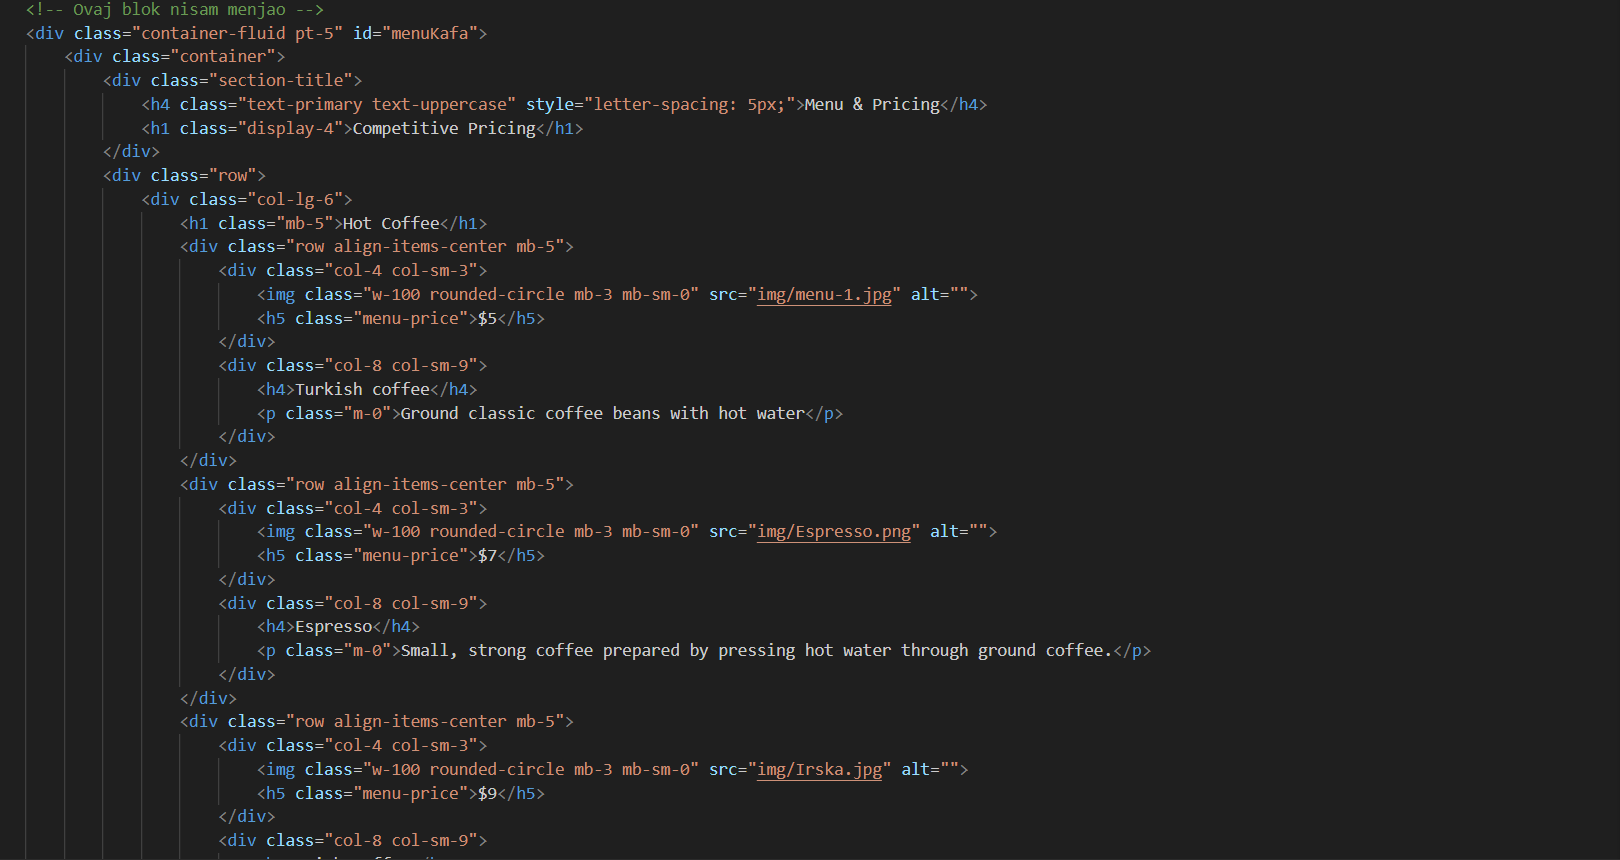 <!-- Ovaj blok nisam menjao -->
<div class="container-fluid pt-5" id="menuKafa">
<div class="container">
<div class="section-title">
<h4 class="text-primary text-uppercase" style="letter-spacing: 5px;">Menu & Pricing</h4>
<h1 class="display-4">Competitive Pricing</h1>
</div>
<div class="row">
<div class="col-lg-6">
<h1 class="mb-5">Hot Coffee</h1>
<div class="row align-items-center mb-5">
<div class="col-4 col-sm-3">
<img class="w-100 rounded-circle mb-3 mb-sm-0" src="img/menu-1.jpg" alt="">
<h5 class="menu-price">$5</h5>
</div>
<div class="col-8 col-sm-9">
<h4>Turkish coffee</h4>
<p class="m-0">Ground classic coffee beans with hot water</p>
</div>
</div>
<div class="row align-items-center mb-5">
<div class="col-4 col-sm-3">
<img class="w-100 rounded-circle mb-3 mb-sm-0" src="img/Espresso.png" alt="">
<h5 class="menu-price">$7</h5>
</div>
<div class="col-8 col-sm-9">
<h4>Espresso</h4>
<p class="m-0">Small, strong coffee prepared by pressing hot water through ground coffee.</p>
</div>
</div>
<div class="row align-items-center mb-5">
<div class="col-4 col-sm-3">
<img class="w-100 rounded-circle mb-3 mb-sm-0" src="img/Irska.jpg" alt="">
<h5 class="menu-price">$9</h5>
</div>
<div class="col-8 col-sm-9">